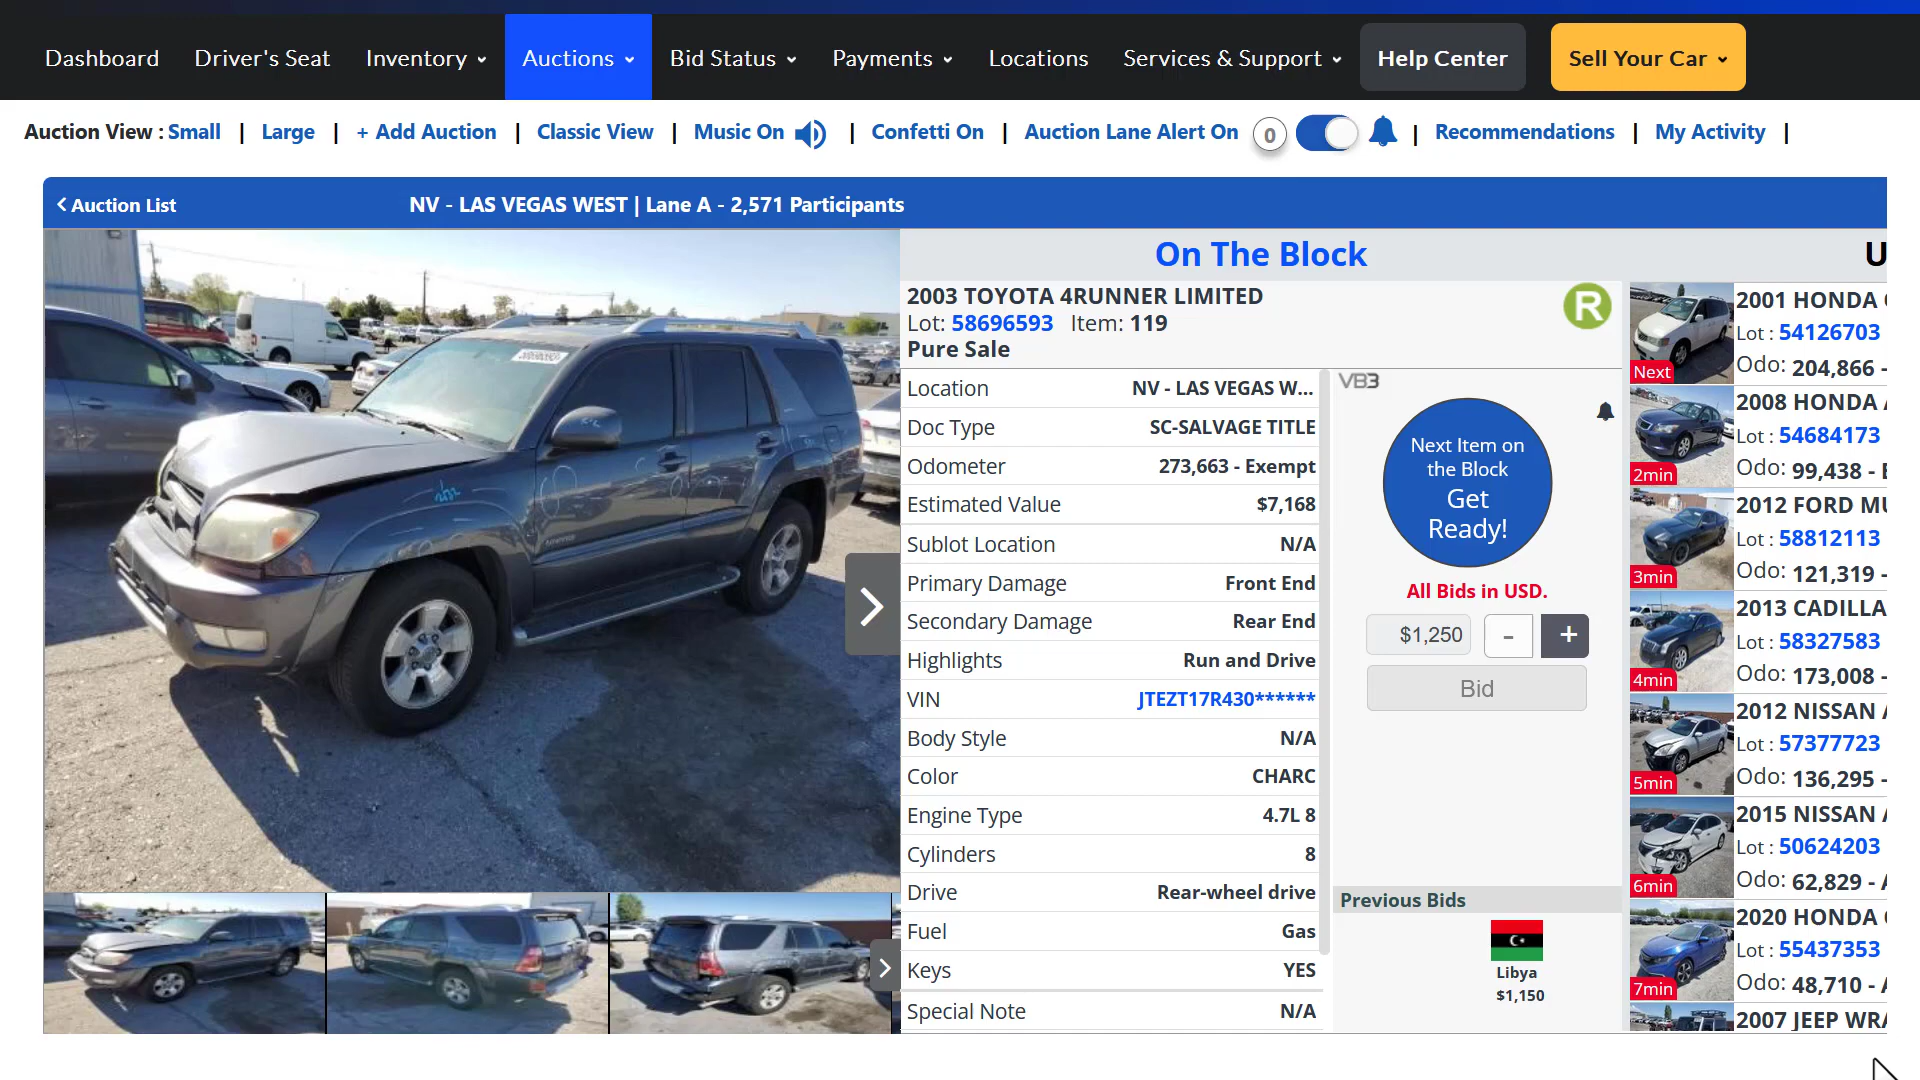 Dashboard
Driver's Seat
Inventory
Auctions
Bid Status
Payments
Locations
Services & Support
Help Center
Sell Your Car
Auction View : Small | Large | + Add Auction | Classic View | Music On | Confetti On | Auction Lane Alert On 0 | Recommendations | My Activity |
Auction List
NV - LAS VEGAS WEST | Lane A - 2,571 Participants
On The Block
2003 TOYOTA 4RUNNER LIMITED
Lot: 58696593 Item: 119
Pure Sale
R
Location NV - LAS VEGAS W...
Doc Type SC-SALVAGE TITLE
Odometer 273,663 - Exempt
Estimated Value $7,168
Sublot Location N/A
Primary Damage Front End
Secondary Damage Rear End
Highlights Run and Drive
VIN JTEZT17R430******
Body Style N/A
Color CHARC
Engine Type 4.7L 8
Cylinders 8
Drive Rear-wheel drive
Fuel Gas
Keys YES
Special Note N/A
VB3
Next Item on
the Block
Get
Ready!
All Bids in USD.
$1,250 - +
Bid
Previous Bids
Libya
$1,150
U
2001 HONDA
Lot : 54126703
Odo: 204,866 -
Next
2008 HONDA
Lot : 54684173
Odo: 99,438 -
2min
2012 FORD MU
Lot : 58812113
Odo: 121,319 -
3min
2013 CADILLA
Lot : 58327583
Odo: 173,008 -
4min
2012 NISSAN
Lot : 57377723
Odo: 136,295 -
5min
2015 NISSAN
Lot : 50624203
Odo: 62,829 -
6min
2020 HONDA
Lot : 55437353
Odo: 48,710 -
7min
2007 JEEP WRA